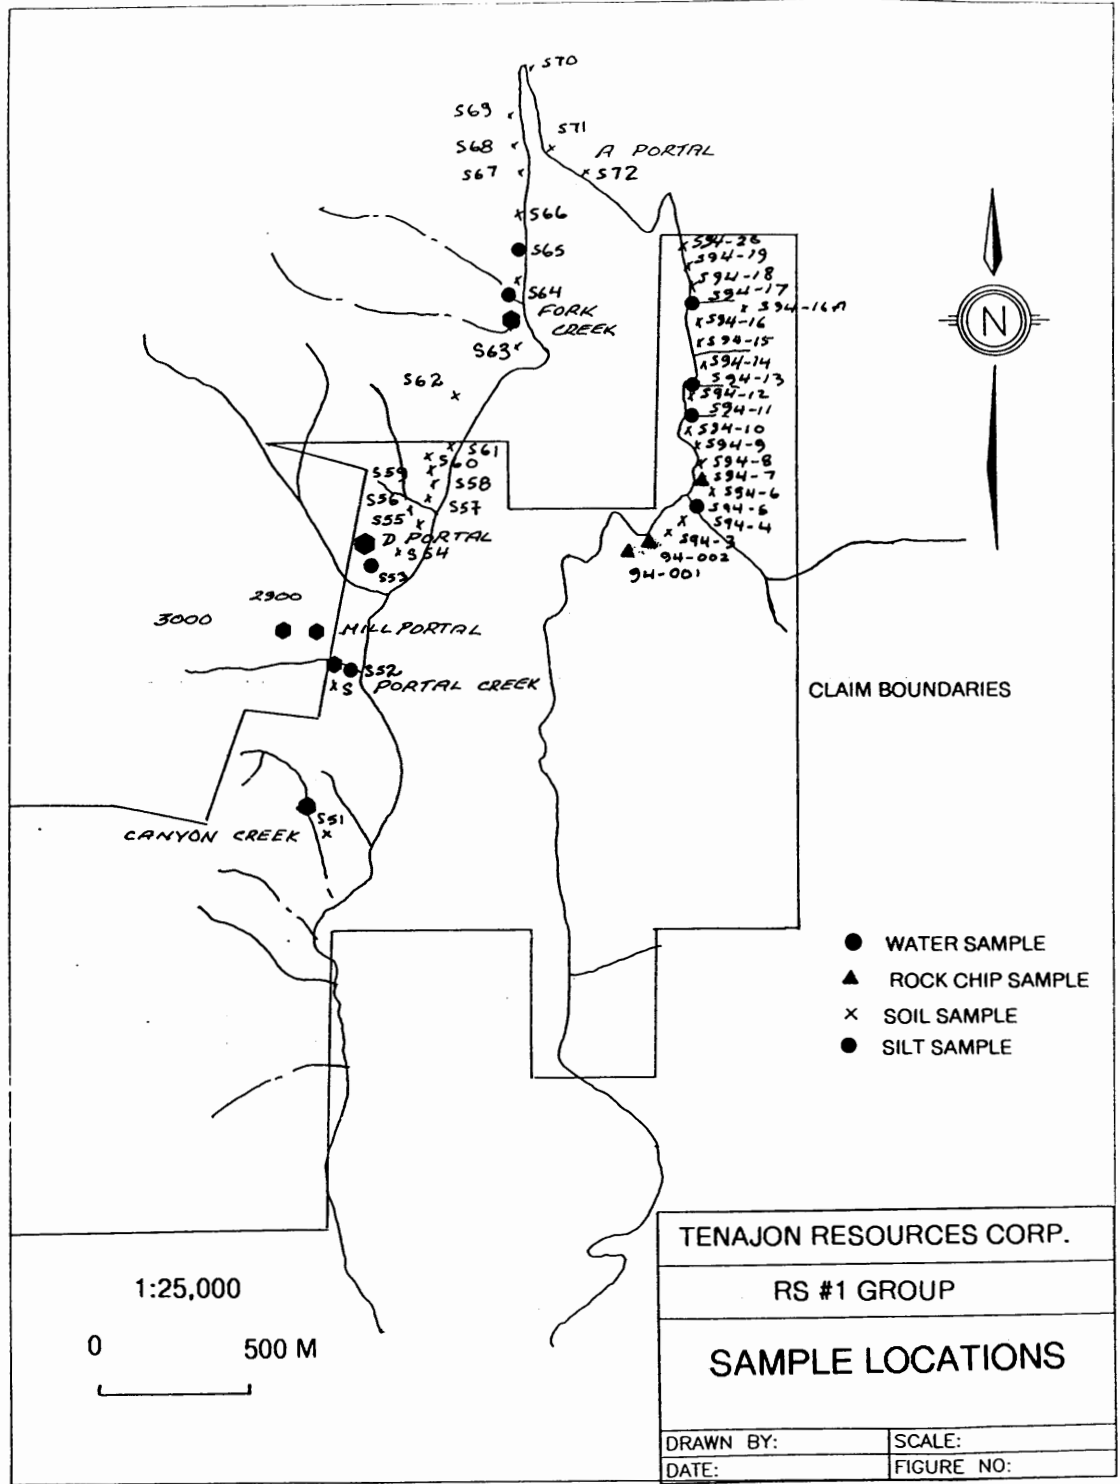 S70
S69
S71
S68
A PORTAL
S67
S72
S66
S65
S64
FORK
CREEK
S63
S62
S94-20
S94-19
S94-18
S94-17
S94-16A
S94-16
S94-15
S94-14
S94-13
S94-12
S94-11
S94-10
S94-9
S94-8
S94-7
S94-6
S94-4
S94-3
94-002
94-001
N
S61
S60
S59
S58
S56
S57
S55
D PORTAL
S54
S53
2900
3000
MILL PORTAL
S52
S
PORTAL CREEK
CLAIM BOUNDARIES
S51
CANYON CREEK
WATER SAMPLE
ROCK CHIP SAMPLE
SOIL SAMPLE
SILT SAMPLE
1:25,000
0 500 M
TENAJON RESOURCES CORP.
RS #1 GROUP
SAMPLE LOCATIONS
DRAWN BY:
SCALE:
DATE:
FIGURE NO: